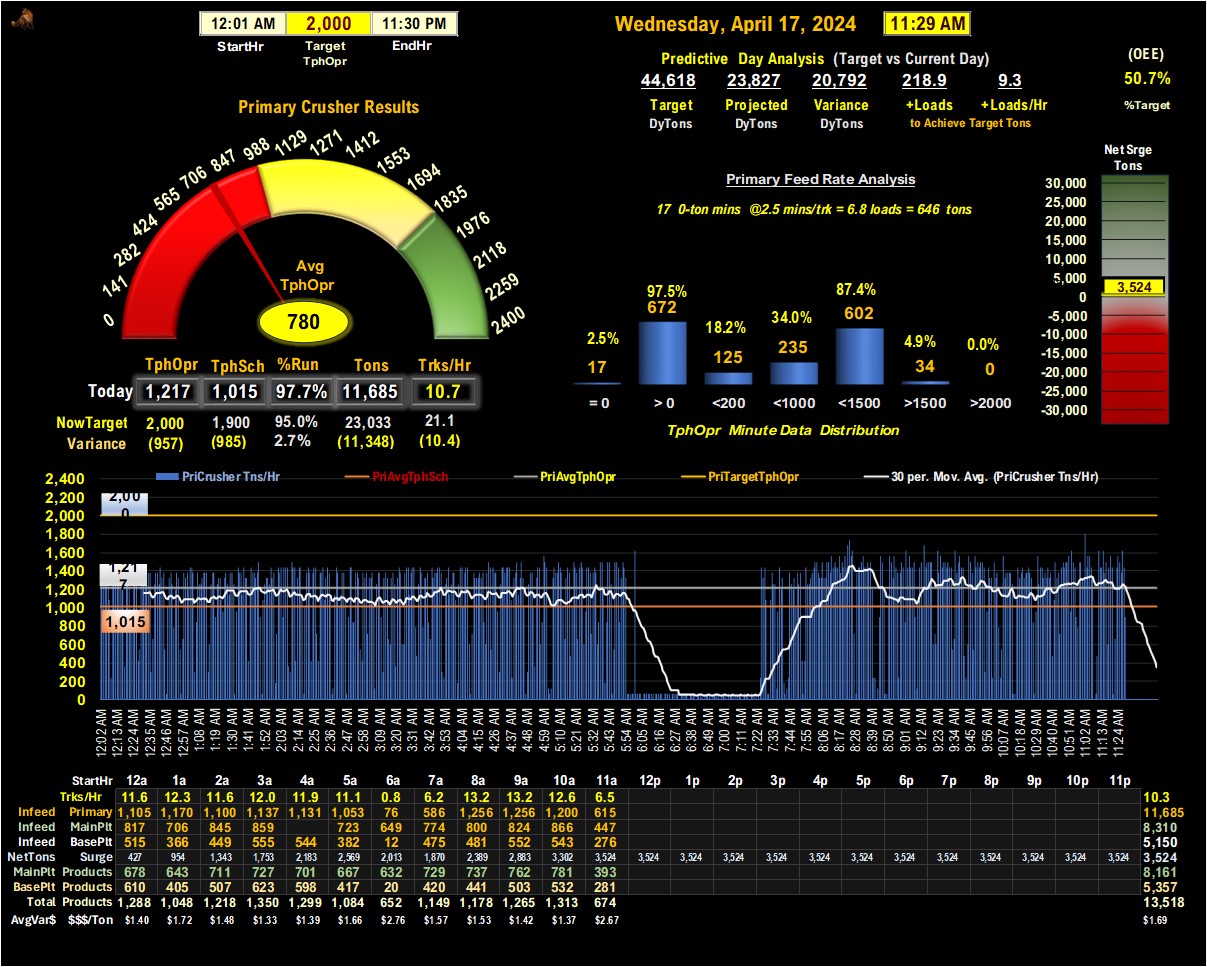 12:01 AM 2,000 11:30 PM
StartHr Target TphOpr EndHr
Wednesday, April 17, 2024 11:29 AM
Predictive Day Analysis (Target vs Current Day)
44,618 23,827 20,792 218.9 9.3
Target Projected Variance +Loads +Loads/Hr
DyTons DyTons DyTons to Achieve Target Tons
(OEE)
50.7%
%Target
Primary Crusher Results
0 141 282 424 565 706 847 988 1129 1271 1412 1553 1694 1835 1976 2118 2259 2400
Avg
TphOpr
780
TphOpr TphSch %Run Tons Trks/Hr
Today 1,217 1,015 97.7% 11,685 10.7
NowTarget 2,000 1,900 95.0% 23,033 21.1
Variance (957) (985) 2.7% (11,348) (10.4)
Primary Feed Rate Analysis
17 0-ton mins @2.5 mins/trk = 6.8 loads = 646 tons
2.5% 97.5% 18.2% 34.0% 87.4% 4.9% 0.0%
17 672 125 235 602 34 0
= 0 > 0 <200 <1000 <1500 >1500 >2000
TphOpr Minute Data Distribution
NetSrge
Tons
30,000
25,000
20,000
15,000
10,000
5,000
3,524
0
-5,000
-10,000
-15,000
-20,000
-25,000
-30,000
PriCrusher Tns/Hr PriAvgTphSch PriAvgTphOpr PriTargetTphOpr 30 per. Mov. Avg. (PriCrusher Tns/Hr)
2,400
2,200
2,000
1,800
1,600
1,400
1,200
1,000
800
600
400
200
0
2,00
0
1,21
7
1,015
12:02 AM 12:13 AM 12:24 AM 12:35 AM 12:46 AM 12:57 AM 1:08 AM 1:19 AM 1:30 AM 1:41 AM 1:52 AM 2:03 AM 2:14 AM 2:25 AM 2:36 AM 2:47 AM 2:58 AM 3:09 AM 3:20 AM 3:31 AM 3:42 AM 3:53 AM 4:04 AM 4:15 AM 4:26 AM 4:37 AM 4:48 AM 4:59 AM 5:10 AM 5:21 AM 5:32 AM 5:43 AM 5:54 AM 6:05 AM 6:16 AM 6:27 AM 6:38 AM 6:49 AM 7:00 AM 7:11 AM 7:22 AM 7:33 AM 7:44 AM 7:55 AM 8:06 AM 8:17 AM 8:28 AM 8:39 AM 8:50 AM 9:01 AM 9:12 AM 9:23 AM 9:34 AM 9:45 AM 9:56 AM 10:07 AM 10:18 AM 10:29 AM 10:40 AM 10:51 AM 11:02 AM 11:13 AM 11:24 AM
StartHr 12a 1a 2a 3a 4a 5a 6a 7a 8a 9a 10a 11a 12p 1p 2p 3p 4p 5p 6p 7p 8p 9p 10p 11p
Trks/Hr 11.6 12.3 11.6 12.0 11.9 11.1 0.8 6.2 13.2 13.2 12.6 6.5 10.3
Infeed Primary 1,105 1,170 1,100 1,137 1,131 1,053 76 586 1,256 1,256 1,200 615 11,685
Infeed MainPlt 817 706 845 859 723 649 774 800 824 866 447 8,310
Infeed BasePlt 515 366 449 555 544 382 12 475 481 552 543 276 5,150
NetTons Surge 427 954 1,343 1,753 2,183 2,569 2,013 1,870 2,389 2,883 3,302 3,524 3,524 3,524 3,524 3,524 3,524 3,524 3,524 3,524 3,524 3,524 3,524 3,524 3,524
MainPlt Products 678 643 711 727 701 667 632 729 737 762 781 393 8,161
BasePlt Products 610 405 507 623 598 417 20 420 441 503 532 281 5,357
Total Products 1,288 1,048 1,218 1,350 1,299 1,084 652 1,149 1,178 1,265 1,313 674 13,518
AvgVar$ $$$/Ton $1.40 $1.72 $1.48 $1.33 $1.39 $1.66 $2.76 $1.57 $1.53 $1.42 $1.37 $2.67 $1.69